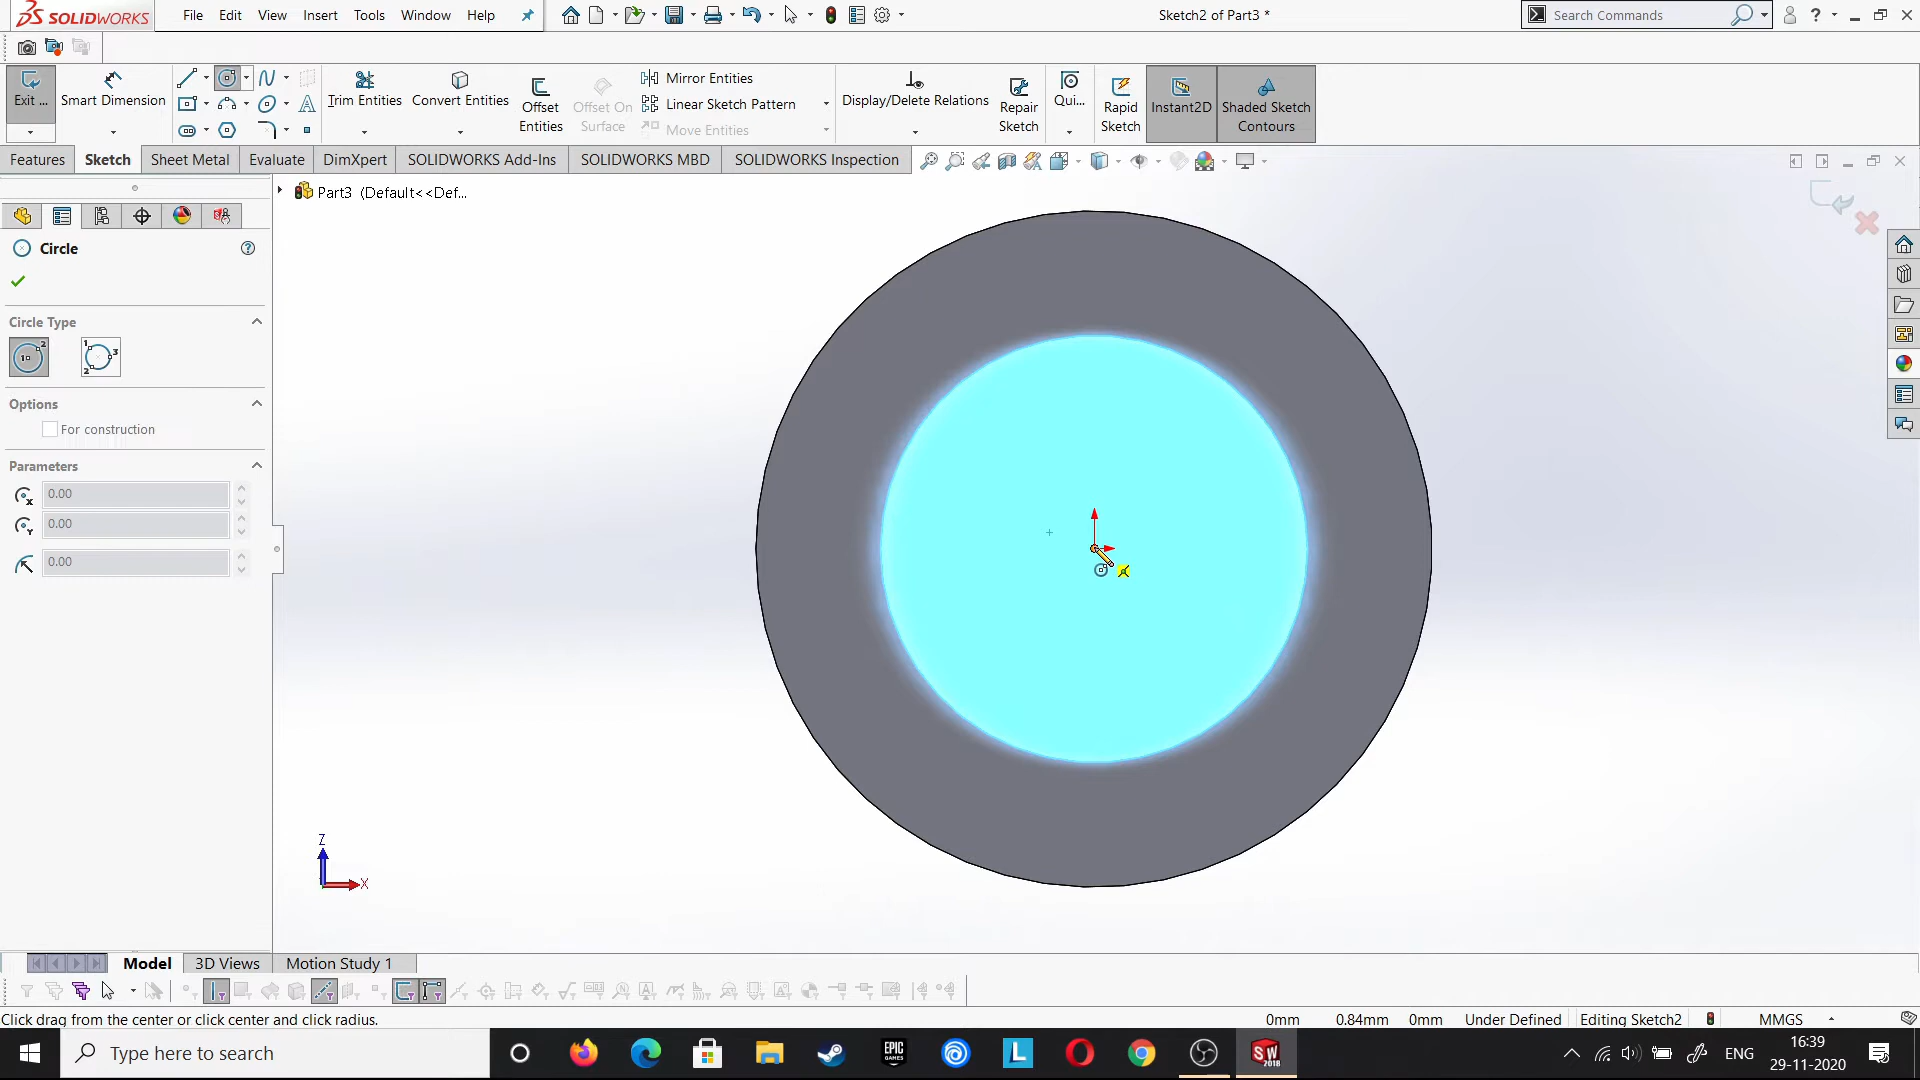 SOLIDWORKS
File Edit View Insert Tools Window Help
Sketch2 of Part3 *
Search Commands
?
Exit ...
Smart Dimension
Trim Entities
Convert Entities
Offset Entities
Offset On Surface
Mirror Entities
Linear Sketch Pattern
Move Entities
Display/Delete Relations
Repair Sketch
Qui...
Rapid Sketch
Instant2D
Shaded Sketch Contours
Features Sketch Sheet Metal Evaluate DimXpert SOLIDWORKS Add-Ins SOLIDWORKS MBD SOLIDWORKS Inspection
Part3 (Default<<Def...
Circle
?
Circle Type
Options
For construction
Parameters
0.00
0.00
0.00
Z
X
Model 3D Views Motion Study 1
Click drag from the center or click center and click radius.
0mm 0.84mm 0mm Under Defined Editing Sketch2 MMGS
Type here to search
EPIC GAMES
L
SW 2018
ENG
16:39
29-11-2020